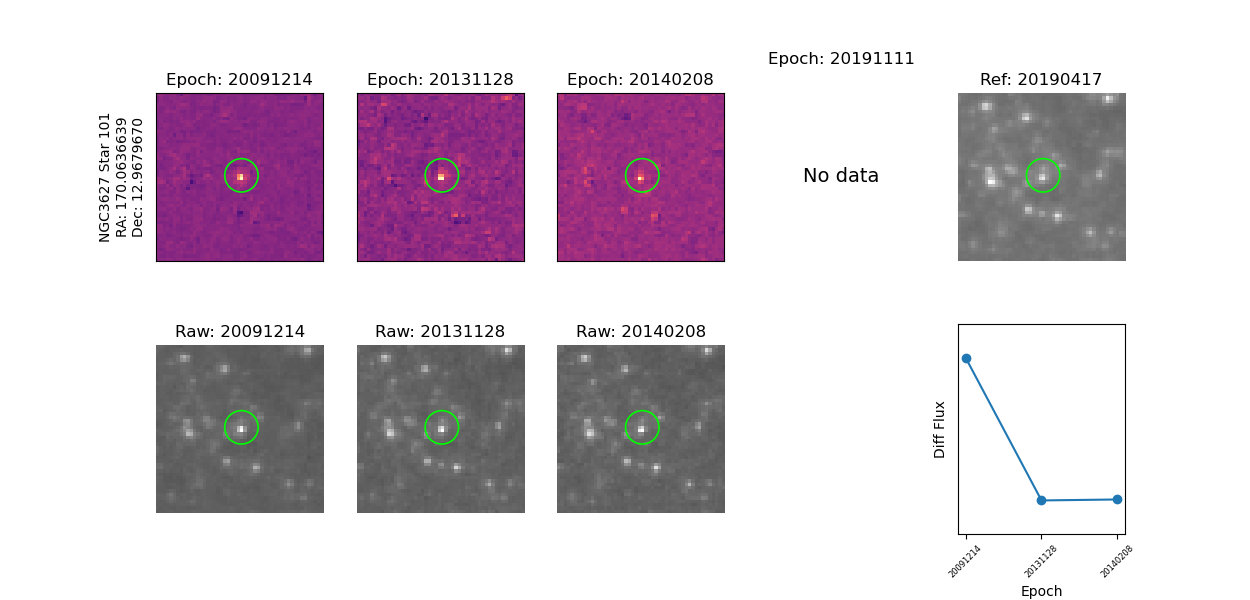 Epoch: 20191111
Epoch: 20091214
Epoch: 20131128
Epoch: 20140208
Ref: 20190417
NGC3627 Star 101
RA: 170.0636639
Dec: 12.9679670
No data
Raw: 20091214
Raw: 20131128
Raw: 20140208
Diff Flux
20091214
20131128
20140208
Epoch